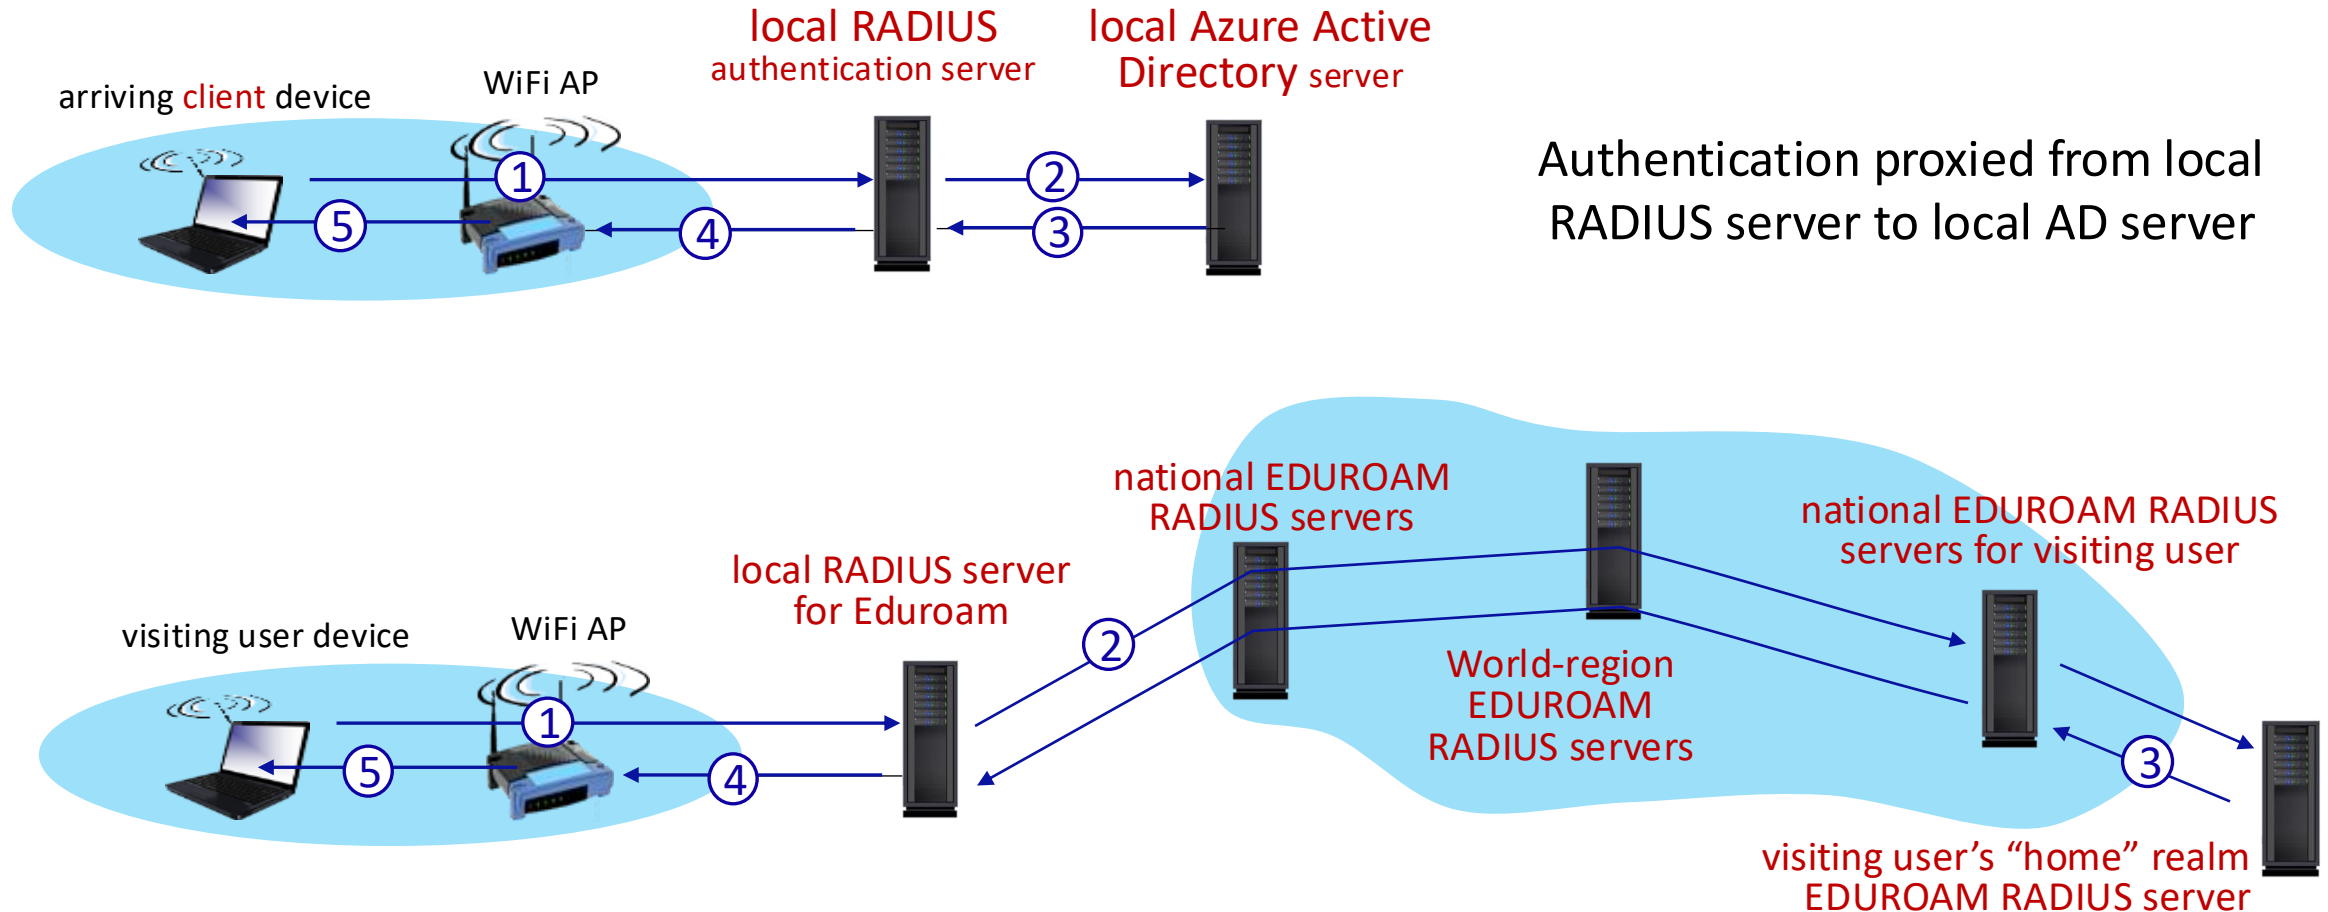 local RADIUS
authentication server
local Azure Active
Directory server
WiFi AP
arriving client device
1
2
3
4
5
Authentication proxied from local
RADIUS server to local AD server
national EDUROAM
RADIUS servers
national EDUROAM RADIUS
servers for visiting user
local RADIUS server
for Eduroam
WiFi AP
visiting user device
World-region
EDUROAM
RADIUS servers
1
2
3
4
5
visiting user’s “home” realm
EDUROAM RADIUS server